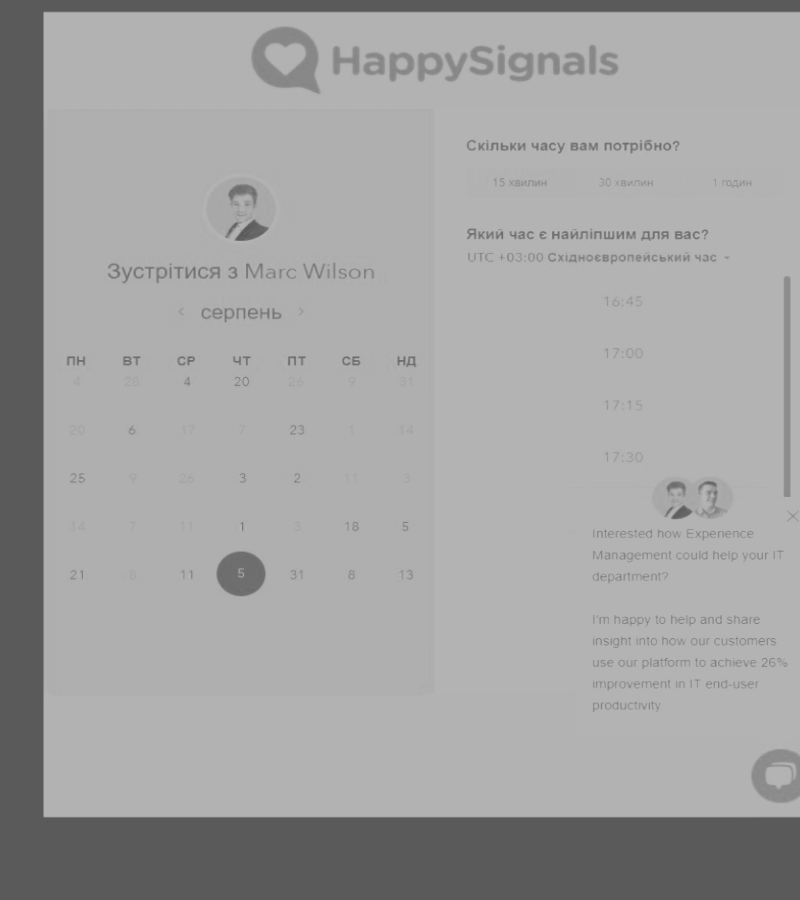 HappySignals
Зустрітися з Marc Wilson
серпень
ПН ВТ СР ЧТ ПТ СБ НД
4 26 4 20 26 9 31
20 6 17 7 23 1 14
25 9 26 3 2 11 3
14 7 11 1 3 18 5
21 8 11 5 31 8 13
Скільки часу вам потрібно?
15 хвилин 30 хвилин 1 годин
Який час є найліпшим для вас?
UTC +03:00 Східноєвропейський час
16:45
17:00
17:15
17:30
Interested how Experience
Management could help your IT
department?
I'm happy to help and share
insight into how our customers
use our platform to achieve 26%
improvement in IT end-user
productivity